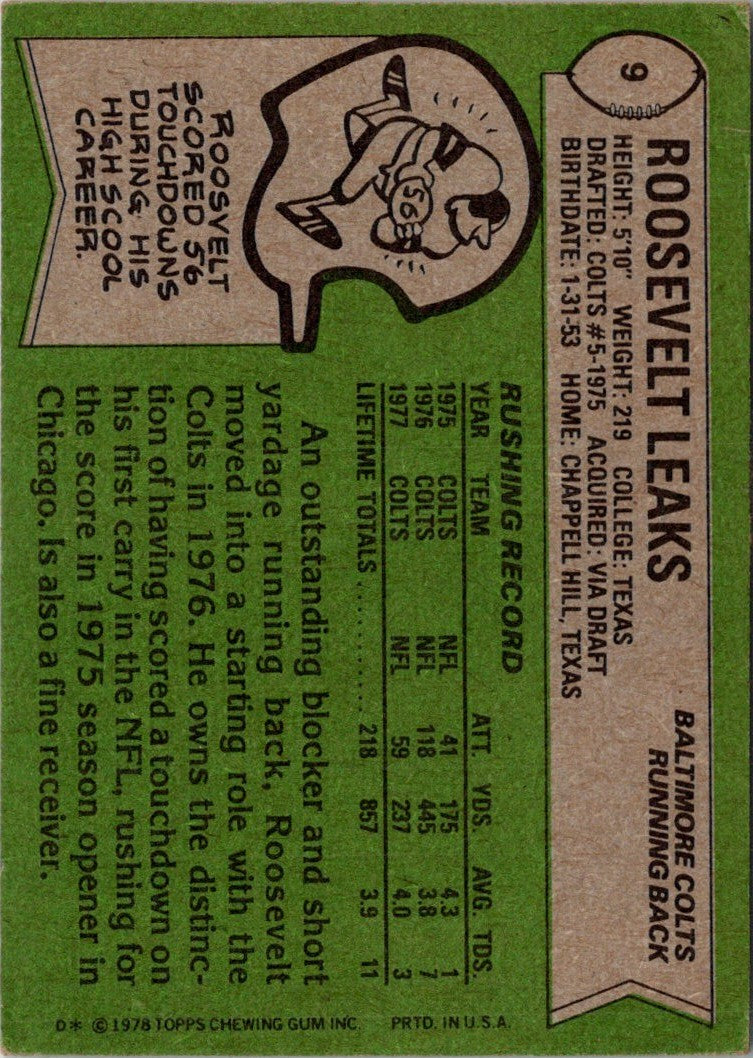 9
ROOSEVELT LEAKS
BALTIMORE COLTS
RUNNING BACK
HEIGHT: 5'10" WEIGHT: 219 COLLEGE: TEXAS
DRAFTED: COLTS #5-1975 ACQUIRED: VIA DRAFT
BIRTHDATE: 1-31-53 HOME: CHAPPELL HILL, TEXAS
56
ROOSVELT
SCORED 56
TOUCHDOWNS
DURING HIS
HIGH SCOOL
CAREER.
RUSHING RECORD
YEAR TEAM ATT. YDS. AVG. TDS.
1975 COLTS NFL 41 175 4.3 1
1976 COLTS NFL 118 445 3.8 7
1977 COLTS NFL 59 237 4.0 3
LIFETIME TOTALS ............ 218 857 3.9 11
An outstanding blocker and short
yardage running back, Roosevelt
moved into a starting role with the
Colts in 1976. He owns the distinc-
tion of having scored a touchdown on
his first carry in the NFL, rushing for
the score in 1975 season opener in
Chicago. Is also a fine receiver.
D* © 1978 TOPPS CHEWING GUM INC. PRTD. IN U.S.A.